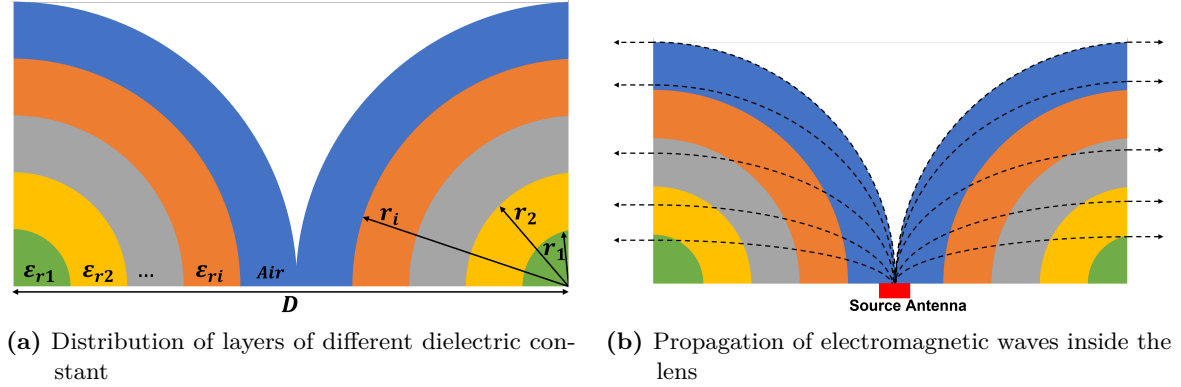 r_i
r_2
r_1
ε_r1 ε_r2 ... ε_ri Air
D
Source Antenna
(a) Distribution of layers of different dielectric con-
stant
(b) Propagation of electromagnetic waves inside the
lens